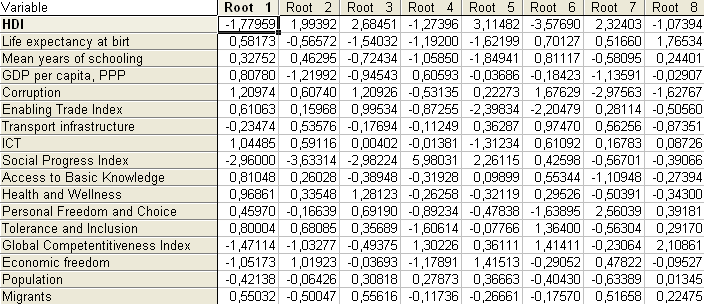 Variable Root 1 Root 2 Root 3 Root 4 Root 5 Root 6 Root 7 Root 8
HDI -1,77959 1,99392 2,68451 -1,27396 3,11482 -3,57690 2,32403 -1,07394
Life expectancy at birt 0,58173 -0,56572 -1,54032 -1,19200 -1,62199 0,70127 0,51660 1,76534
Mean years of schooling 0,32752 0,46295 -0,72434 -1,05850 -1,84941 0,81117 -0,58095 0,24401
GDP per capita, PPP 0,80780 -1,21992 -0,94543 0,60593 -0,03686 -0,18423 -1,13591 -0,02907
Corruption 1,20974 0,60740 1,20926 -0,53135 0,22273 1,67629 -2,97563 -1,62767
Enabling Trade Index 0,61063 0,15968 0,99534 -0,87255 -2,39834 -2,20479 0,28114 -0,50560
Transport infrastructure -0,23474 0,53576 -0,17694 -0,11249 0,36287 0,97470 0,56256 -0,87351
ICT 1,04485 0,59116 0,00402 -0,01381 -1,31234 0,61092 0,16783 0,08726
Social Progress Index -2,96000 -3,63314 -2,98224 5,98031 2,26115 0,42598 -0,56701 -0,39066
Access to Basic Knowledge 0,81048 0,26028 -0,38948 -0,31928 0,09899 0,55344 -1,10948 -0,27394
Health and Wellness 0,96861 0,33548 1,28123 -0,26258 -0,32119 0,29526 -0,50391 -0,34300
Personal Freedom and Choice 0,45970 -0,16639 0,69190 -0,89234 -0,47838 -1,63895 2,56039 0,39181
Tolerance and Inclusion 0,80004 0,68085 0,35689 -1,60614 -0,07766 1,36400 -0,56304 0,29170
Global Competentitiveness Index -1,47114 -1,03277 -0,49375 1,30226 0,36111 1,41411 -0,23064 2,10861
Economic freedom -1,05173 1,01923 -0,03693 -1,17891 1,41513 -0,29052 0,47822 -0,09527
Population -0,42138 -0,06426 0,30818 0,27873 0,36663 -0,40430 -0,63389 0,01345
Migrants 0,55032 -0,50047 0,55616 -0,11736 -0,26661 -0,17570 0,51658 0,22475